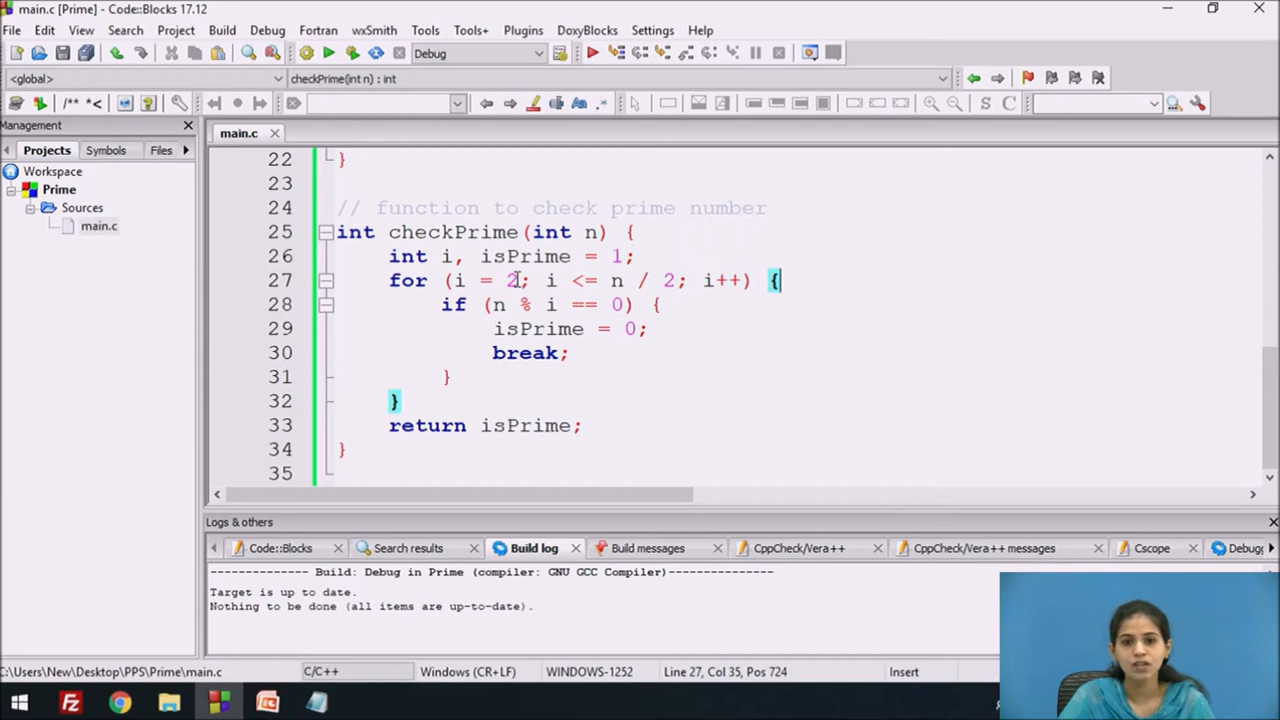 main.c [Prime] - Code::Blocks 17.12
File Edit View Search Project Build Debug Fortran wxSmith Tools Tools+ Plugins DoxyBlocks Settings Help
Debug
<global> checkPrime(int n) : int
/** *< S C
Management
main.c
Projects Symbols Files
Workspace
Prime
Sources
main.c
22 }
23
24 // function to check prime number
25 int checkPrime(int n) {
26 int i, isPrime = 1;
27 for (i = 2; i <= n / 2; i++) {
28 if (n % i == 0) {
29 isPrime = 0;
30 break;
31 }
32 }
33 return isPrime;
34 }
35
Logs & others
Code::Blocks Search results Build log Build messages CppCheck/Vera++ CppCheck/Vera++ messages Cscope Debugg
-------------- Build: Debug in Prime (compiler: GNU GCC Compiler)---------------
Target is up to date.
Nothing to be done (all items are up-to-date).
C:\Users\New\Desktop\PPS\Prime\main.c C/C++ Windows (CR+LF) WINDOWS-1252 Line 27, Col 35, Pos 724 Insert